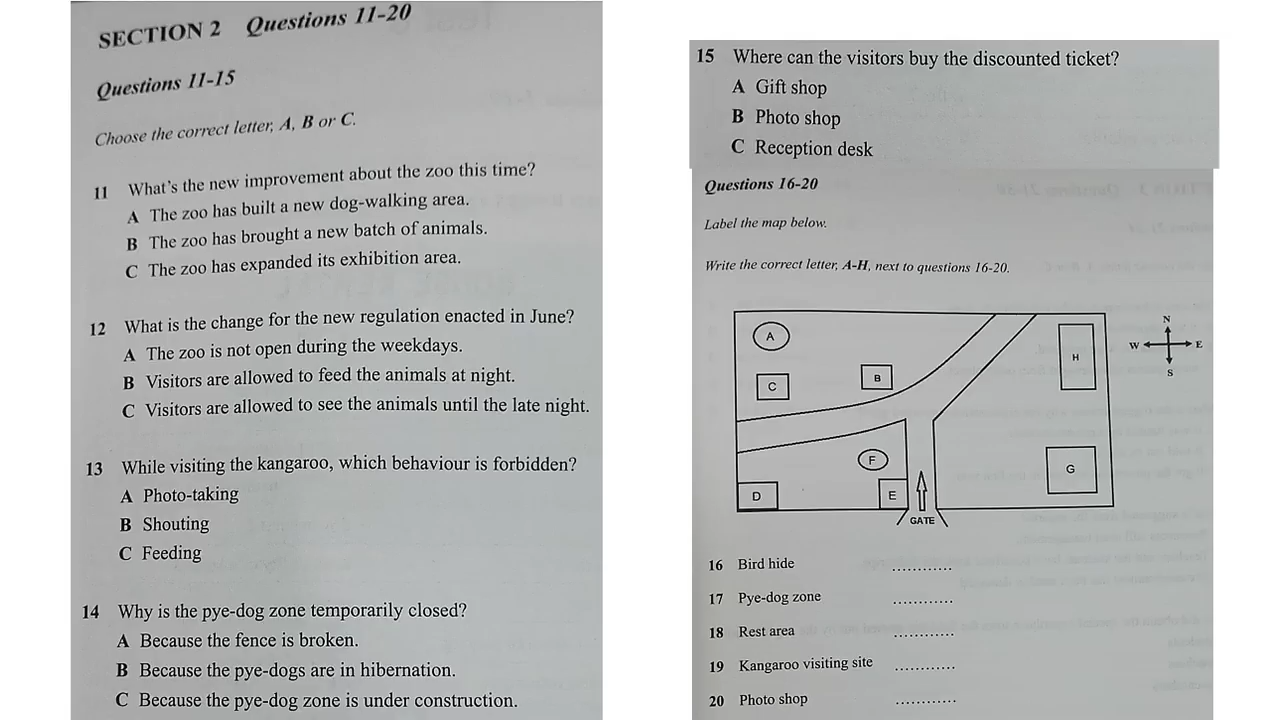 SECTION 2 Questions 11-20
Questions 11-15
Choose the correct letter, A, B or C.
11 What's the new improvement about the zoo this time?
A The zoo has built a new dog-walking area.
B The zoo has brought a new batch of animals.
C The zoo has expanded its exhibition area.
12 What is the change for the new regulation enacted in June?
A The zoo is not open during the weekdays.
B Visitors are allowed to feed the animals at night.
C Visitors are allowed to see the animals until the late night.
13 While visiting the kangaroo, which behaviour is forbidden?
A Photo-taking
B Shouting
C Feeding
14 Why is the pye-dog zone temporarily closed?
A Because the fence is broken.
B Because the pye-dogs are in hibernation.
C Because the pye-dog zone is under construction.
15 Where can the visitors buy the discounted ticket?
A Gift shop
B Photo shop
C Reception desk
Questions 16-20
Label the map below.
Write the correct letter, A-H, next to questions 16-20.
A
B
C
H
N
W E
S
F
G
D
E
GATE
16 Bird hide ............
17 Pye-dog zone ............
18 Rest area ............
19 Kangaroo visiting site ............
20 Photo shop ............